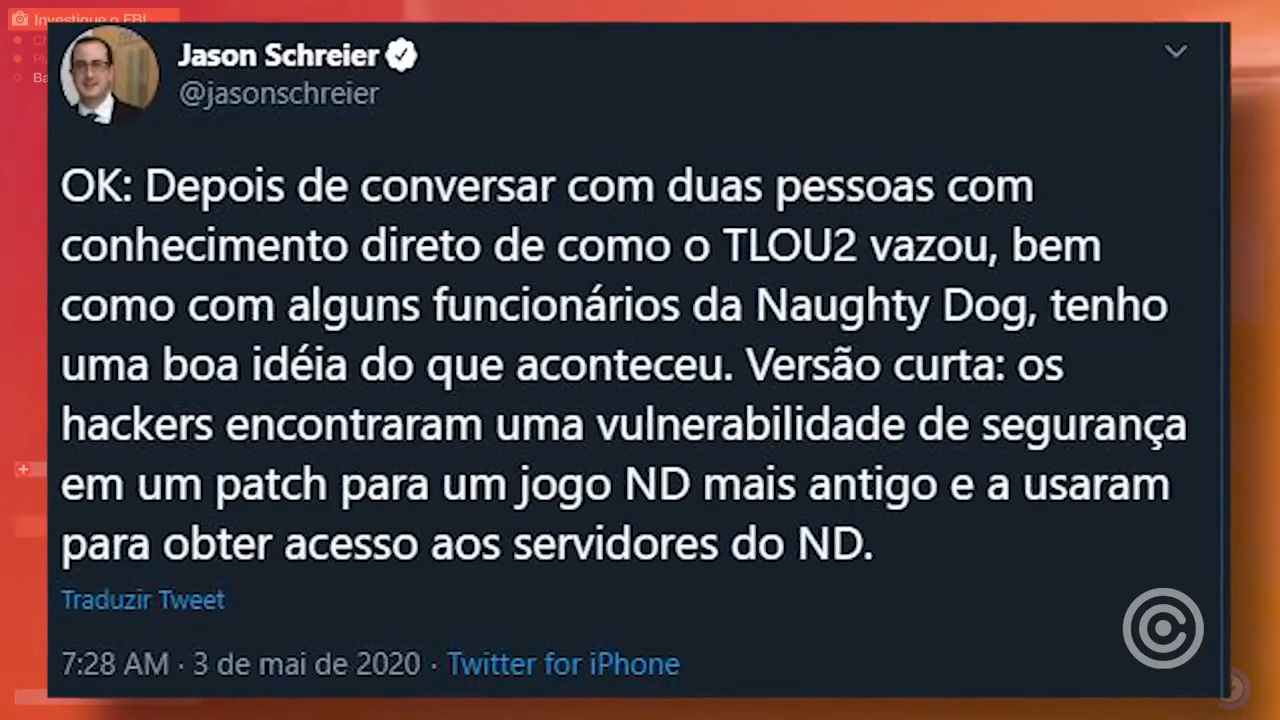 Investigue o FBI
Ba
Jason Schreier
@jasonschreier
OK: Depois de conversar com duas pessoas com
conhecimento direto de como o TLOU2 vazou, bem
como com alguns funcionários da Naughty Dog, tenho
uma boa idéia do que aconteceu. Versão curta: os
hackers encontraram uma vulnerabilidade de segurança
em um patch para um jogo ND mais antigo e a usaram
para obter acesso aos servidores do ND.
Traduzir Tweet
7:28 AM · 3 de mai de 2020 · Twitter for iPhone